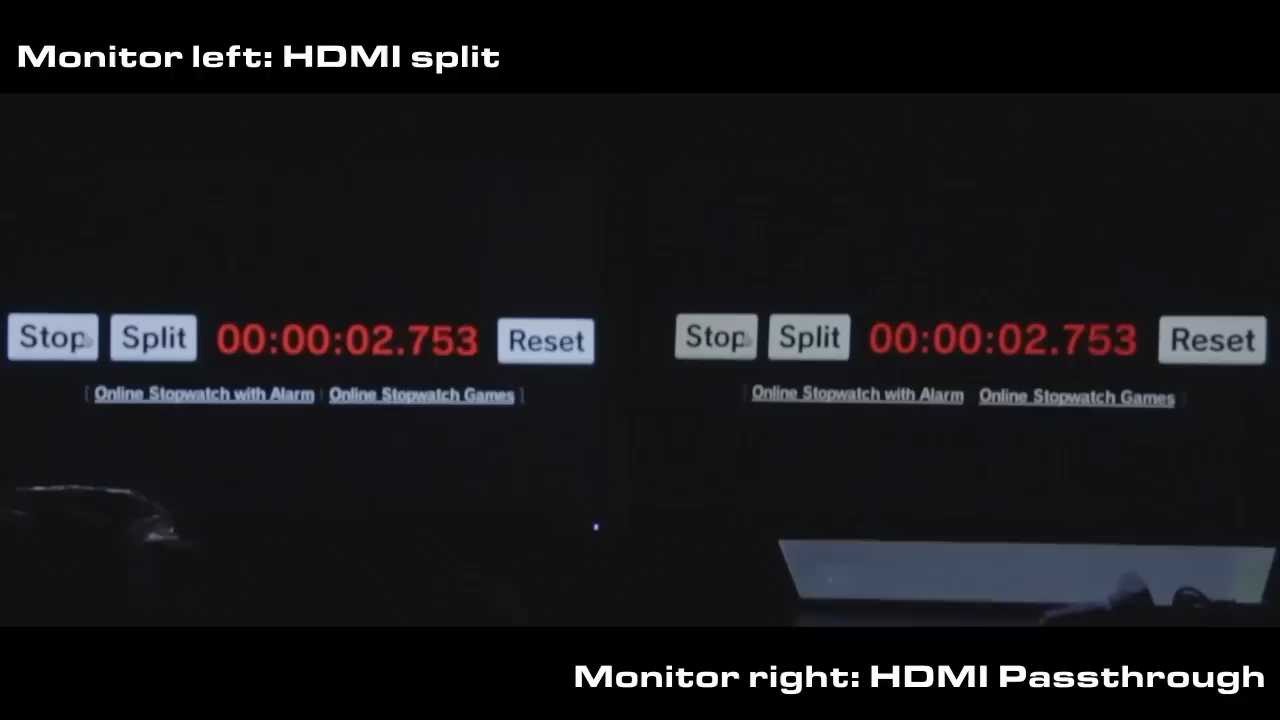 Monitor left: HDMI split
Stop Split 00:00:02.753 Reset
[ Online Stopwatch with Alarm | Online Stopwatch Games ]
Stop Split 00:00:02.753 Reset
Online Stopwatch with Alarm Online Stopwatch Games
Monitor right: HDMI Passthrough